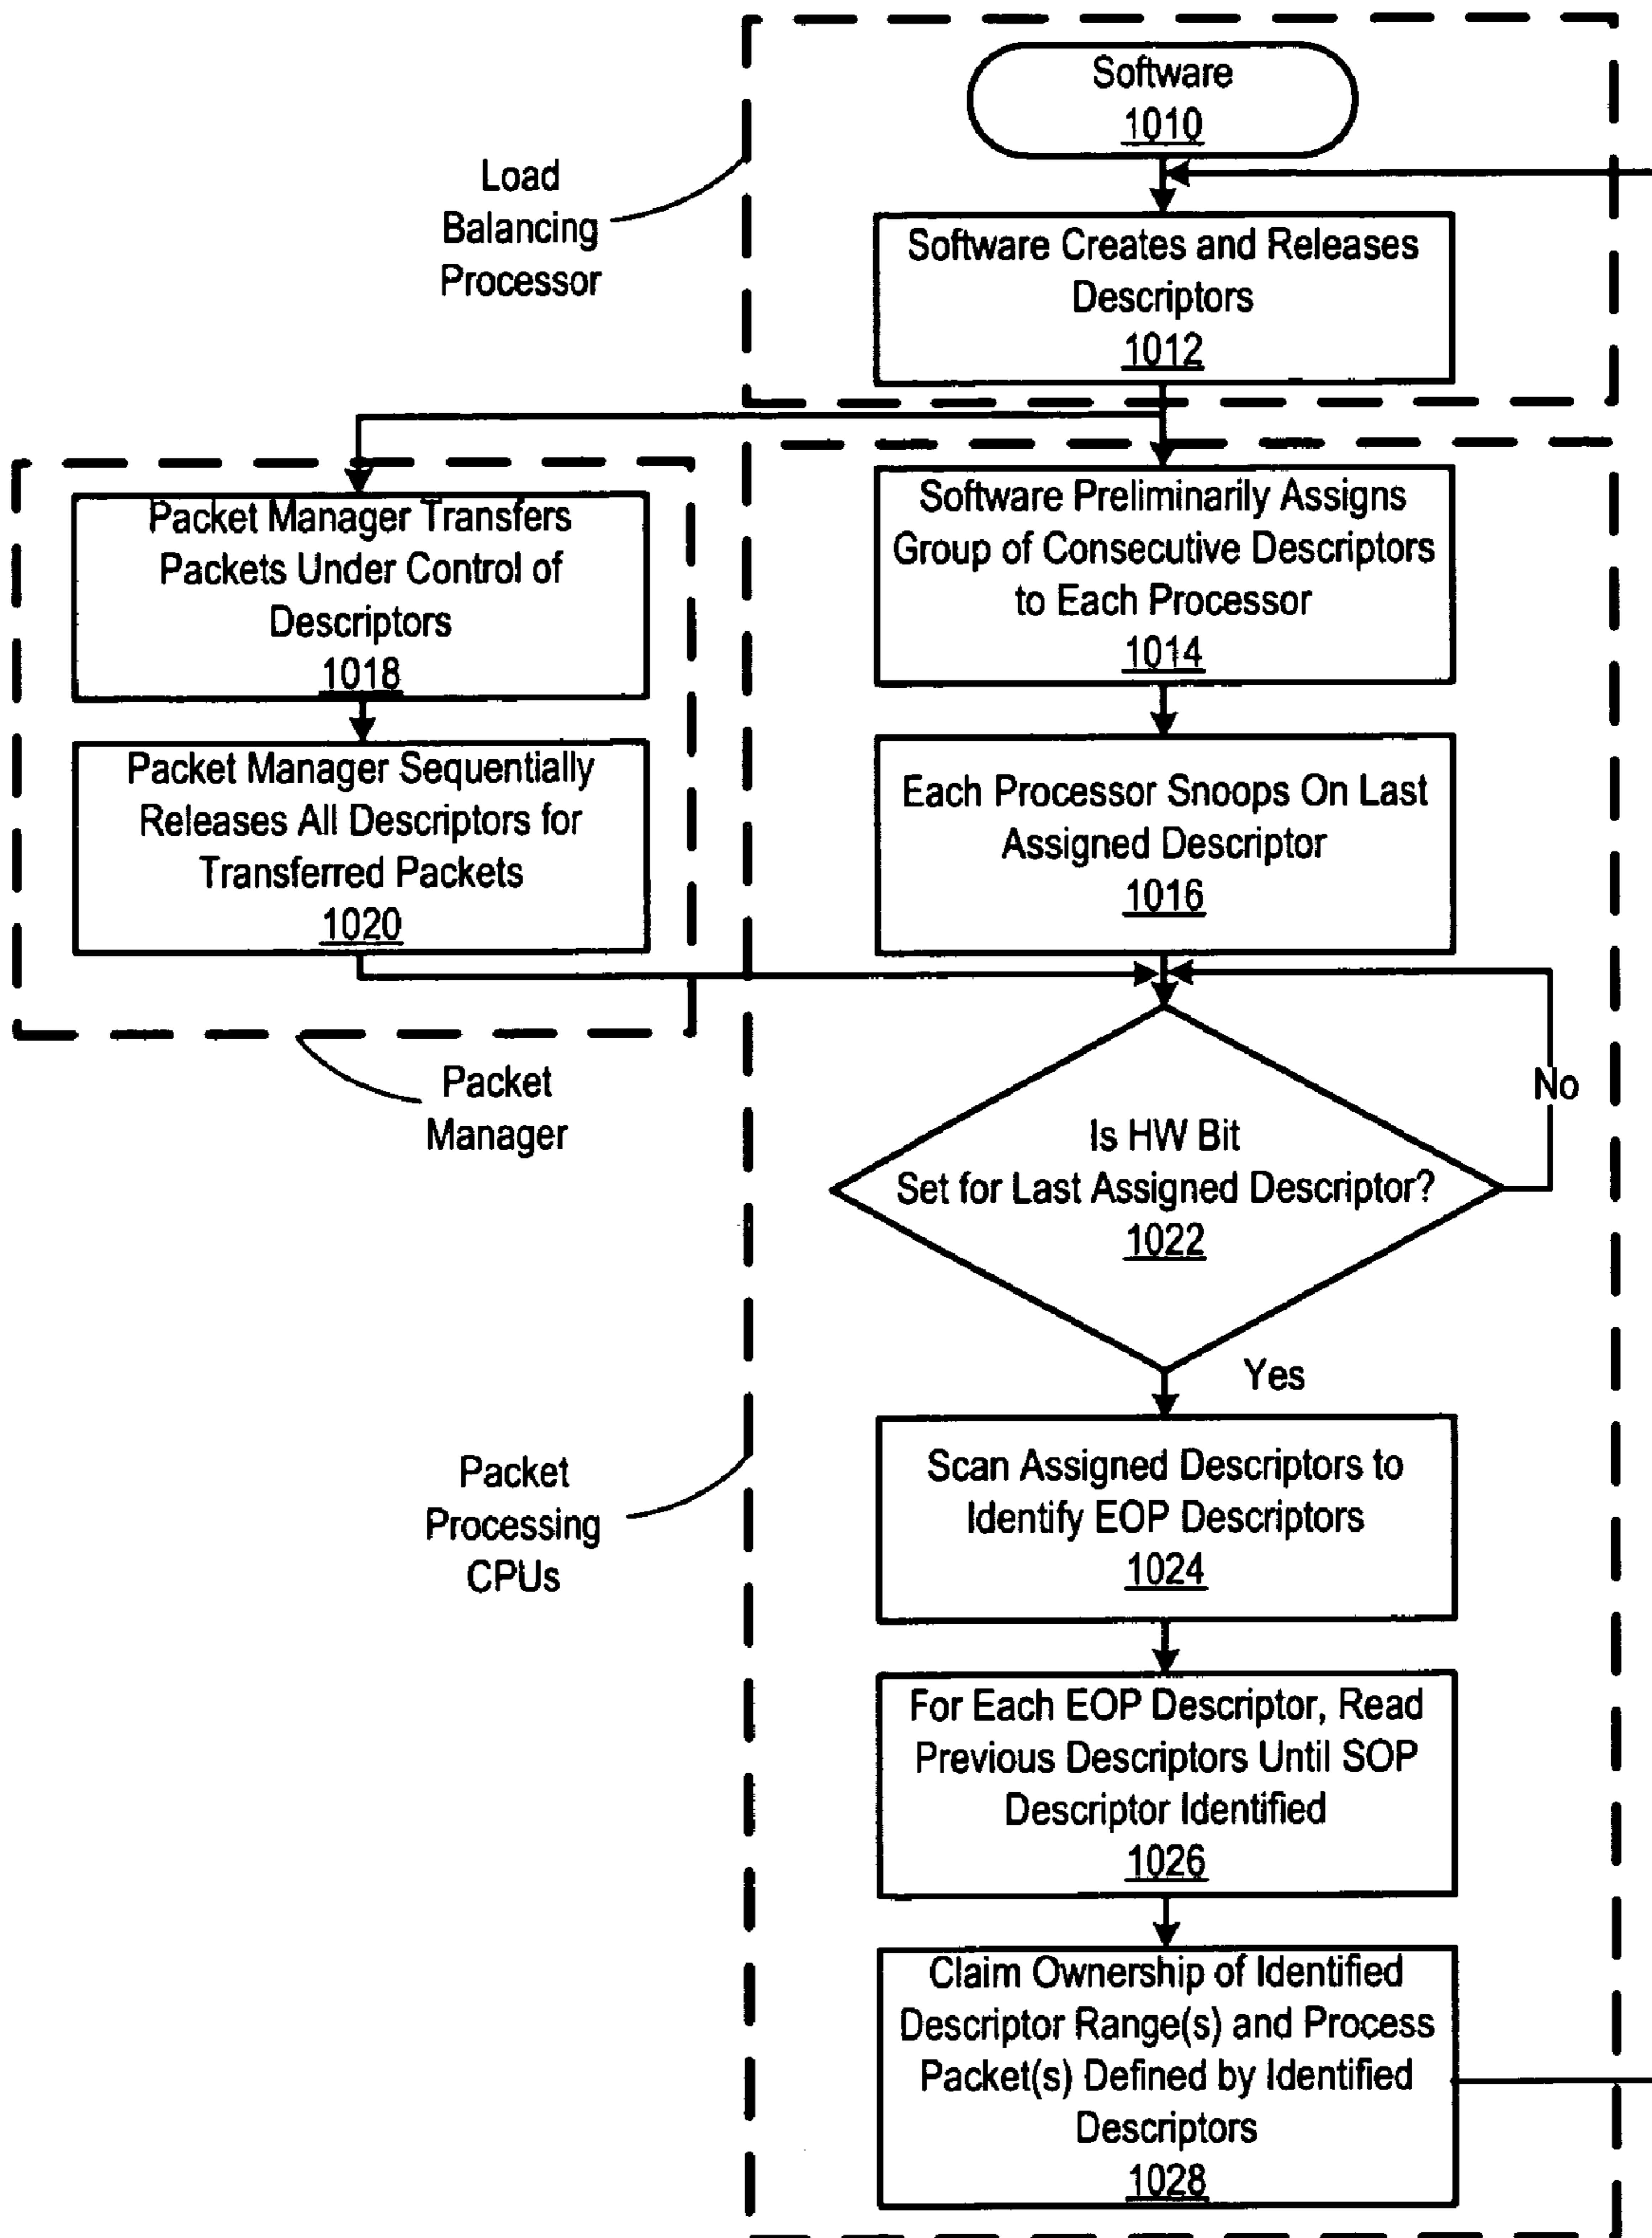 Software
1010
Load
Balancing
Processor
Software Creates and Releases
Descriptors
1012
Packet Manager Transfers
Packets Under Control of
Descriptors
1018
Software Preliminarily Assigns
Group of Consecutive Descriptors
to Each Processor
1014
Packet Manager Sequentially
Releases All Descriptors for
Transferred Packets
1020
Each Processor Snoops On Last
Assigned Descriptor
1016
Packet
Manager
No
Is HW Bit
Set for Last Assigned Descriptor?
1022
Yes
Packet
Processing
CPUs
Scan Assigned Descriptors to
Identify EOP Descriptors
1024
For Each EOP Descriptor, Read
Previous Descriptors Until SOP
Descriptor Identified
1026
Claim Ownership of Identified
Descriptor Range(s) and Process
Packet(s) Defined by Identified
Descriptors
1028